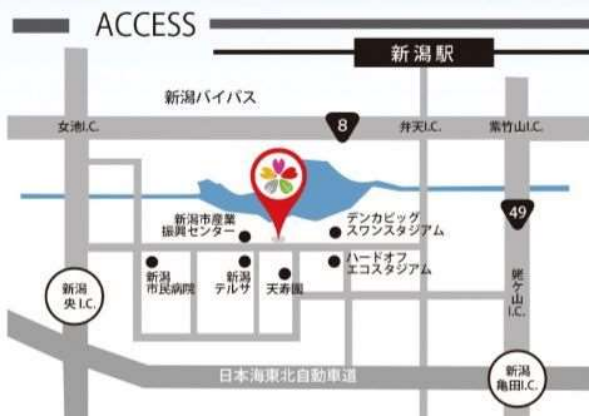 ACCESS
新潟駅
新潟バイパス
女池I.C.
8
弁天I.C.
紫竹山I.C.
新潟市産業
振興センター
デンカビッグ
スワンスタジアム
49
新潟
市民病院
新潟
テルサ
天寿園
ハードオフ
エコスタジアム
姥ケ山
I.C.
新潟
央I.C.
日本海東北自動車道
新潟
亀田I.C.